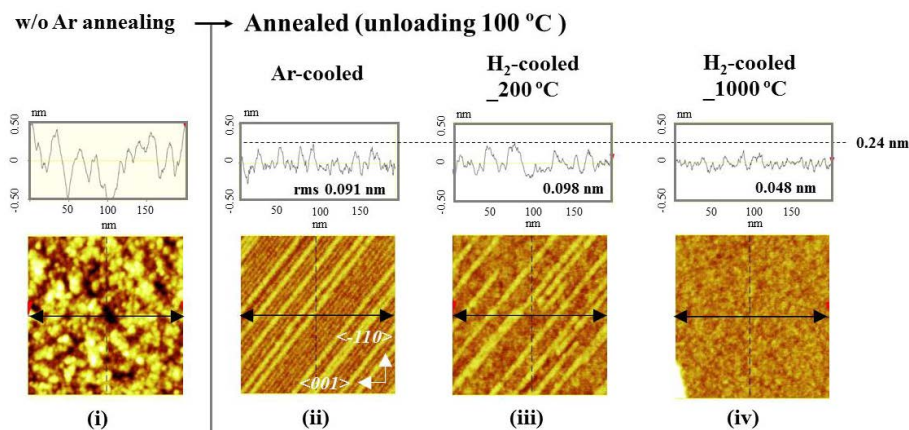 w/o Ar annealing
Annealed (unloading 100 ºC )
Ar-cooled
H₂-cooled
_200 ºC
H₂-cooled
_1000 ºC
nm
0.50
0
-0.50
50
100
150
nm
nm
0.50
0
-0.50
rms 0.091 nm
50
100
150
nm
nm
0.50
0
-0.50
0.098 nm
50
100
150
nm
nm
0.50
0
-0.50
0.048 nm
50
100
150
nm
0.24 nm
<-110>
<001>
(i)
(ii)
(iii)
(iv)